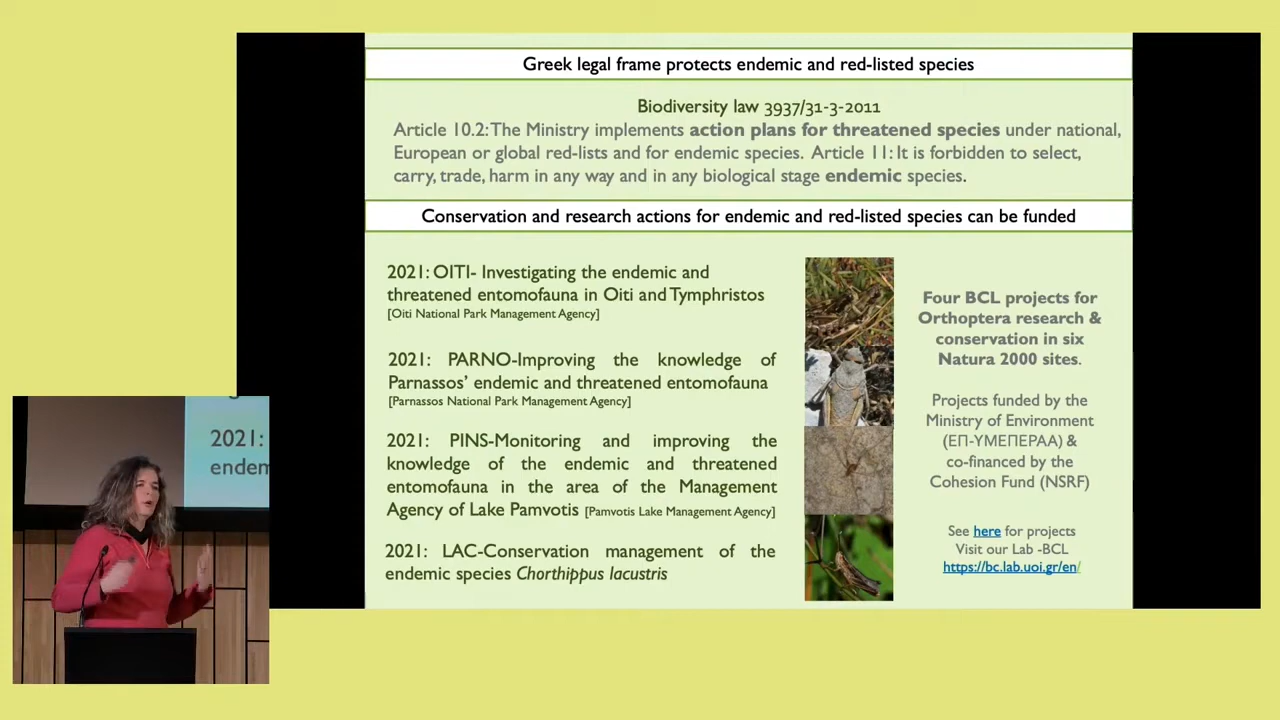 Greek legal frame protects endemic and red-listed species
Biodiversity law 3937/31-3-2011
Article 10.2: The Ministry implements action plans for threatened species under national,
European or global red-lists and for endemic species. Article 11: It is forbidden to select,
carry, trade, harm in any way and in any biological stage endemic species.
Conservation and research actions for endemic and red-listed species can be funded
2021: OITI- Investigating the endemic and
threatened entomofauna in Oiti and Tymphristos
[Oiti National Park Management Agency]
2021: PARNO-Improving the knowledge of
Parnassos' endemic and threatened entomofauna
[Parnassos National Park Management Agency]
2021: PINS-Monitoring and improving the
knowledge of the endemic and threatened
entomofauna in the area of the Management
Agency of Lake Pamvotis [Pamvotis Lake Management Agency]
2021: LAC-Conservation management of the
endemic species Chorthippus lacustris
Four BCL projects for
Orthoptera research &
conservation in six
Natura 2000 sites.
Projects funded by the
Ministry of Environment
(ΕΠ-ΥΜΕΠΕΡΑΑ) &
co-financed by the
Cohesion Fund (NSRF)
See here for projects
Visit our Lab -BCL
https://bc.lab.uoi.gr/en/
2021:
endem